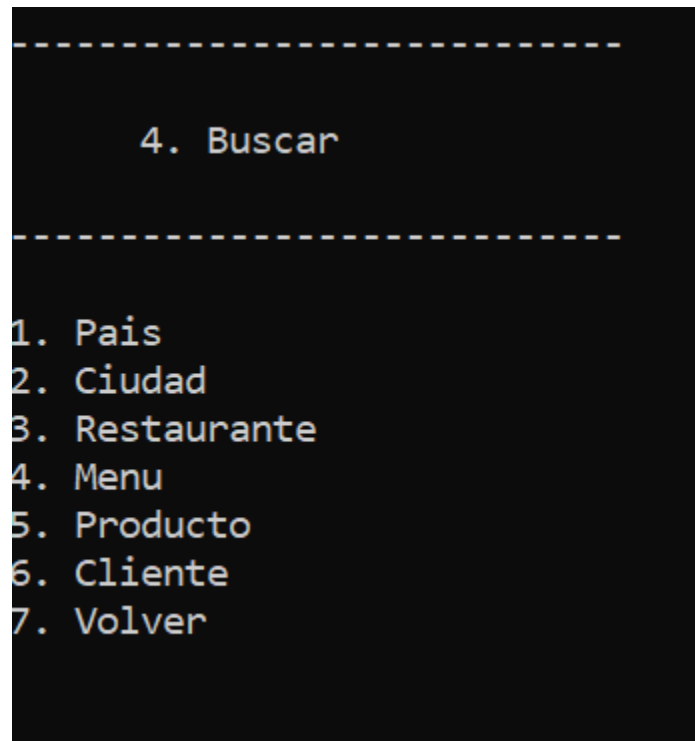 -----------------------------
4. Buscar
-----------------------------
1. Pais
2. Ciudad
3. Restaurante
4. Menu
5. Producto
6. Cliente
7. Volver